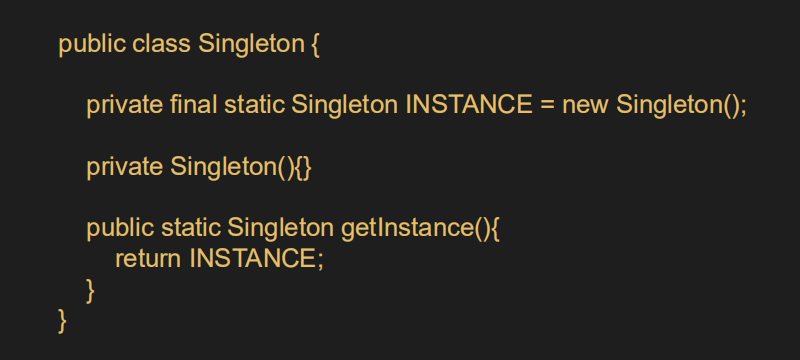 public class Singleton {
private final static Singleton INSTANCE = new Singleton();
private Singleton(){}
public static Singleton getInstance(){
return INSTANCE;
}
}